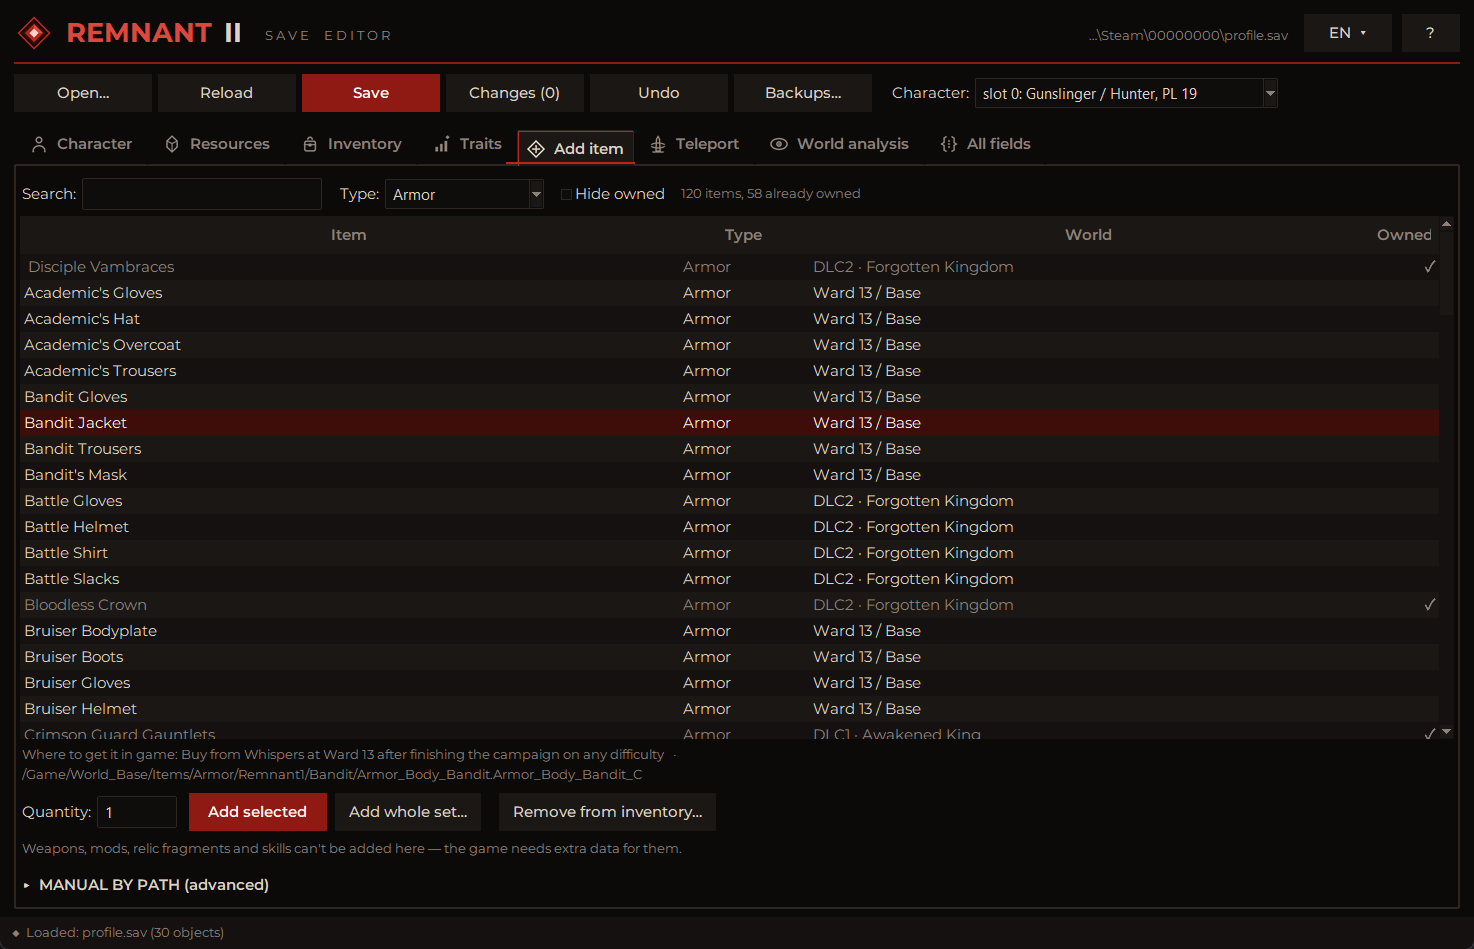 REMNANT II SAVE EDITOR ...\Steam\00000000\profile.sav EN ?
Open... Reload Save Changes (0) Undo Backups... Character: slot 0: Gunslinger / Hunter, PL 19
Character Resources Inventory Traits Add item Teleport World analysis All fields
Search: Type: Armor Hide owned 120 items, 58 already owned
Item Type World Owned
Disciple Vambraces Armor DLC2 · Forgotten Kingdom ✓
Academic's Gloves Armor Ward 13 / Base
Academic's Hat Armor Ward 13 / Base
Academic's Overcoat Armor Ward 13 / Base
Academic's Trousers Armor Ward 13 / Base
Bandit Gloves Armor Ward 13 / Base
Bandit Jacket Armor Ward 13 / Base
Bandit Trousers Armor Ward 13 / Base
Bandit's Mask Armor Ward 13 / Base
Battle Gloves Armor DLC2 · Forgotten Kingdom
Battle Helmet Armor DLC2 · Forgotten Kingdom
Battle Shirt Armor DLC2 · Forgotten Kingdom
Battle Slacks Armor DLC2 · Forgotten Kingdom
Bloodless Crown Armor DLC2 · Forgotten Kingdom ✓
Bruiser Bodyplate Armor Ward 13 / Base
Bruiser Boots Armor Ward 13 / Base
Bruiser Gloves Armor Ward 13 / Base
Bruiser Helmet Armor Ward 13 / Base
Crimson Guard Gauntlets Armor DLC1 · Awakened King ✓
Where to get it in game: Buy from Whispers at Ward 13 after finishing the campaign on any difficulty ·
/Game/World_Base/Items/Armor/Remnant1/Bandit/Armor_Body_Bandit.Armor_Body_Bandit_C
Quantity: 1 Add selected Add whole set... Remove from inventory...
Weapons, mods, relic fragments and skills can't be added here — the game needs extra data for them.
▸ MANUAL BY PATH (advanced)
◆ Loaded: profile.sav (30 objects)